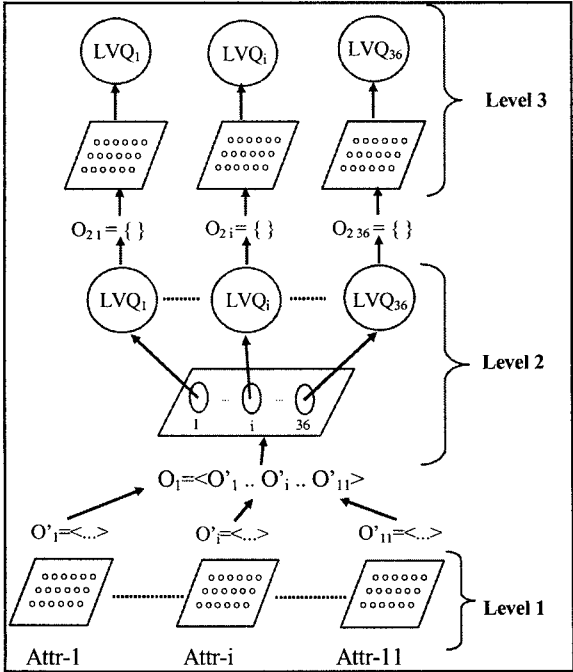 LVQ1 LVQi LVQ36
Level 3
O2 1 = { } O2 i = { } O2 36 = { }
LVQ1 LVQi LVQ36
Level 2
1 ... i ... 36
O1=<O'1 .. O'i .. O'11>
O'1=<...> O'i=<...> O'11=<...>
Level 1
Attr-1 Attr-i Attr-11